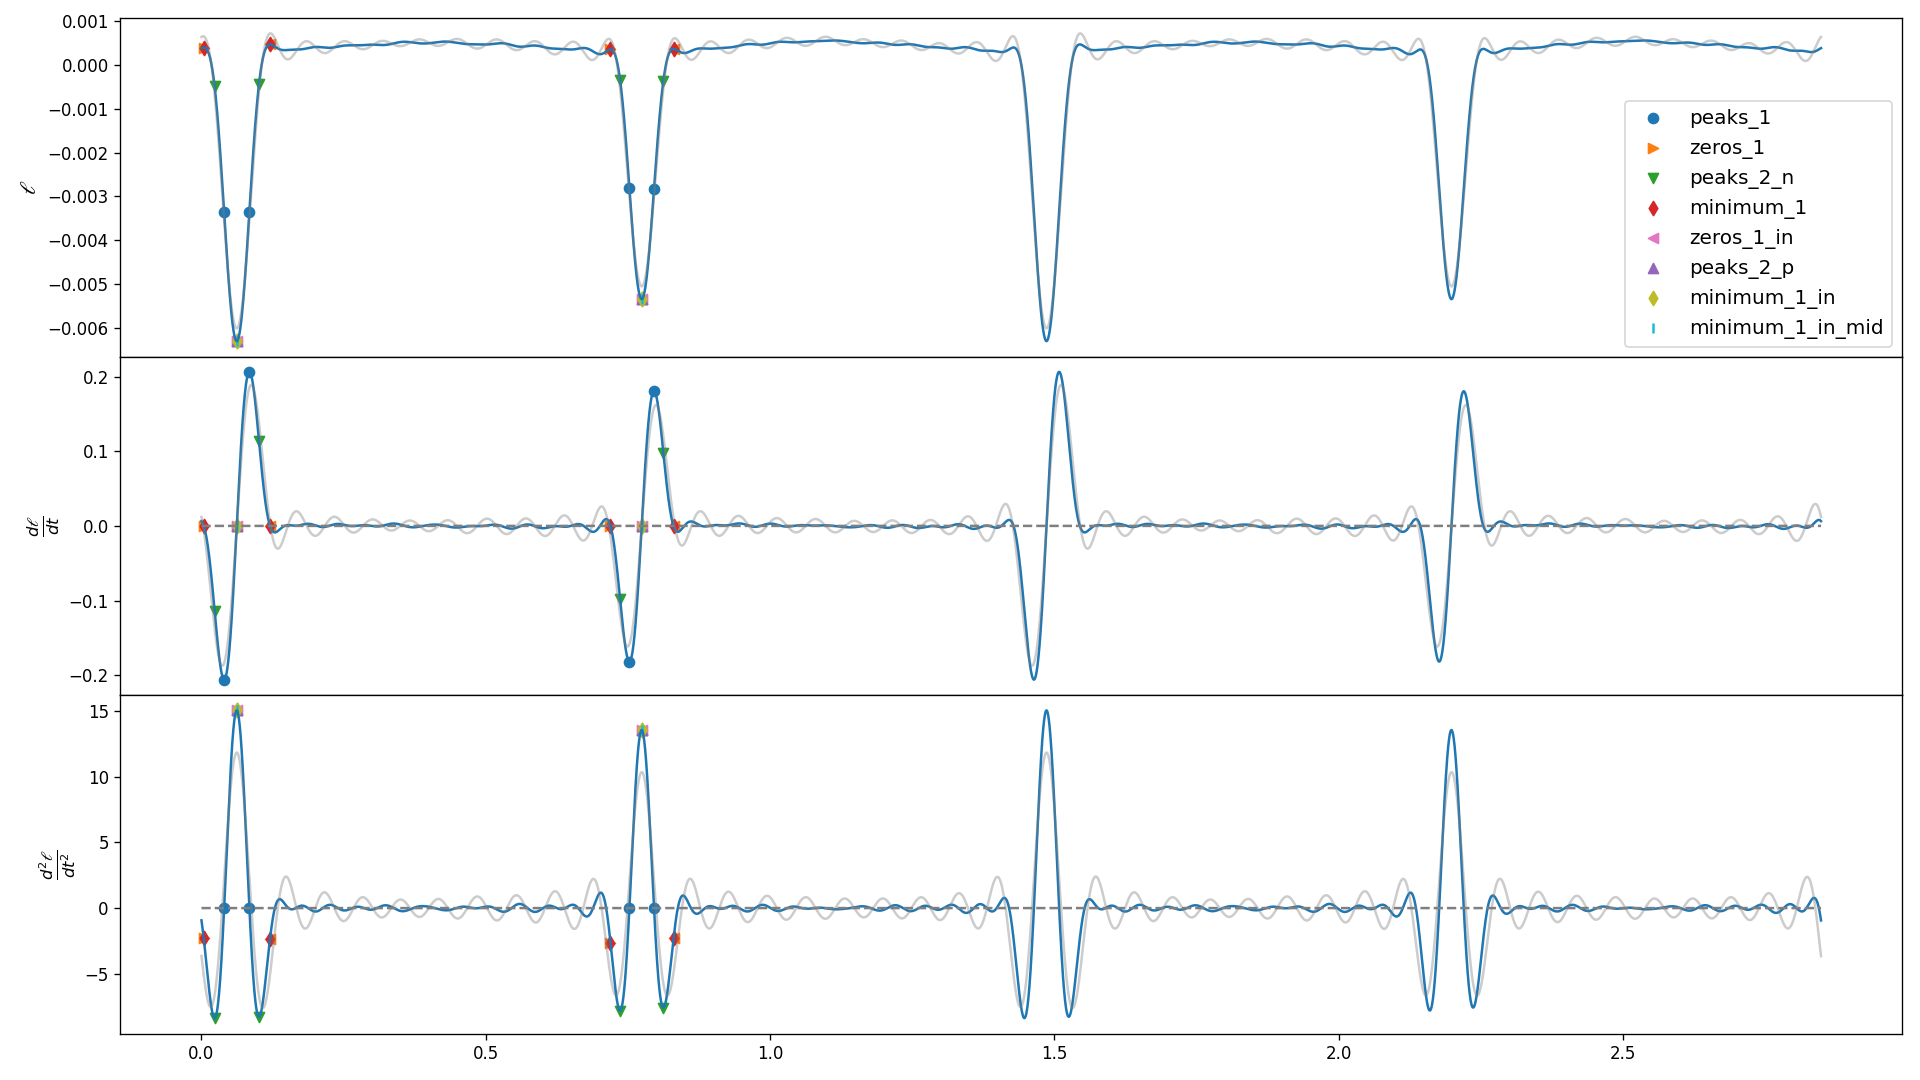 0.001
0.000
−0.001
−0.002
−0.003
−0.004
−0.005
−0.006
ℓ
peaks_1
zeros_1
peaks_2_n
minimum_1
zeros_1_in
peaks_2_p
minimum_1_in
minimum_1_in_mid
0.2
0.1
0.0
−0.1
−0.2
dℓ
dt
15
10
5
0
−5
d²ℓ
dt²
0.0 0.5 1.0 1.5 2.0 2.5